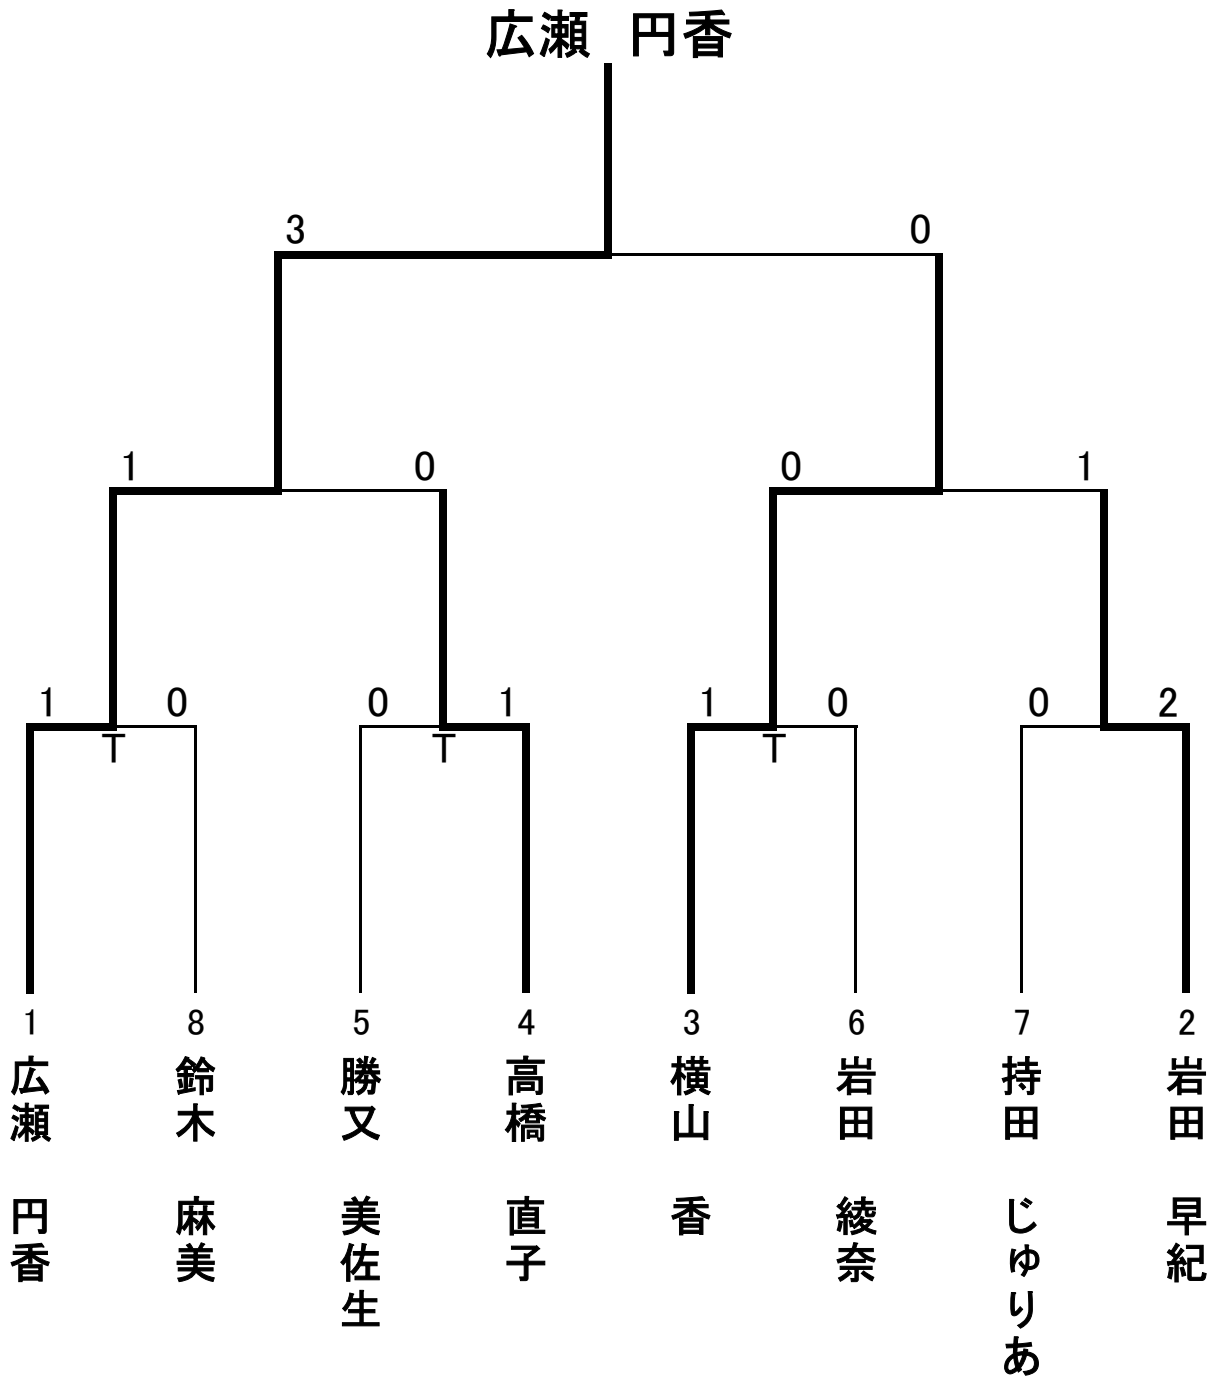 広瀬　円香
3 0
1 0 0 1
1 0 0 1 1 0 0 2
T T T
1 8 5 4 3 6 7 2
広瀬　円香
鈴木　麻美
勝又　美佐生
高橋　直子
横山　香
岩田　綾奈
持田　じゅりあ
岩田　早紀